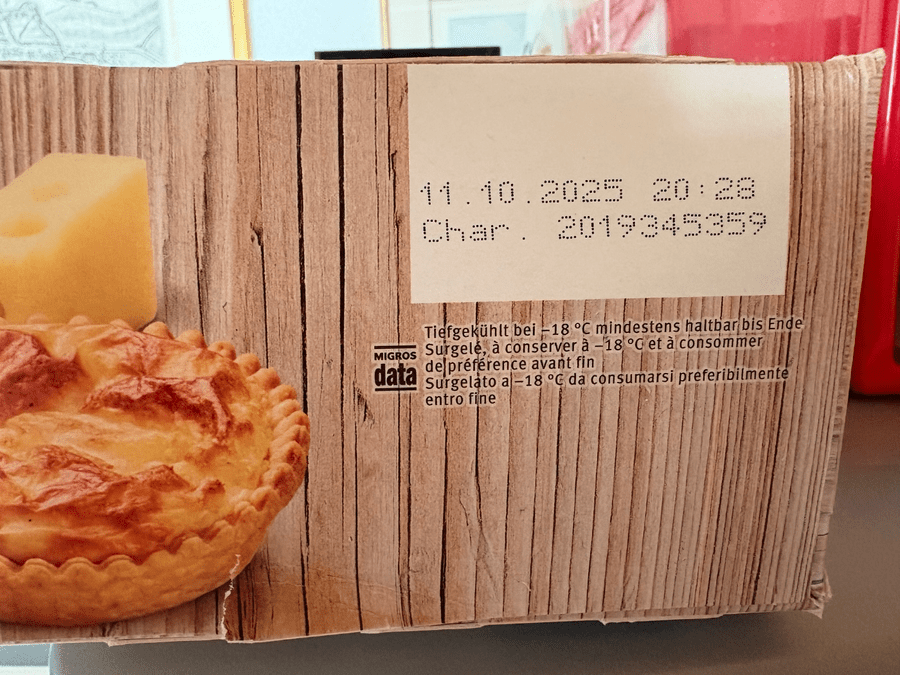 11.10.2025 20:28
Char. 2019345359
Tiefgekühlt bei –18 °C mindestens haltbar bis Ende
Surgelé, à conserver à –18 °C et à consommer
de préférence avant fin
Surgelato a –18 °C da consumarsi preferibilmente
entro fine
MIGROS
data